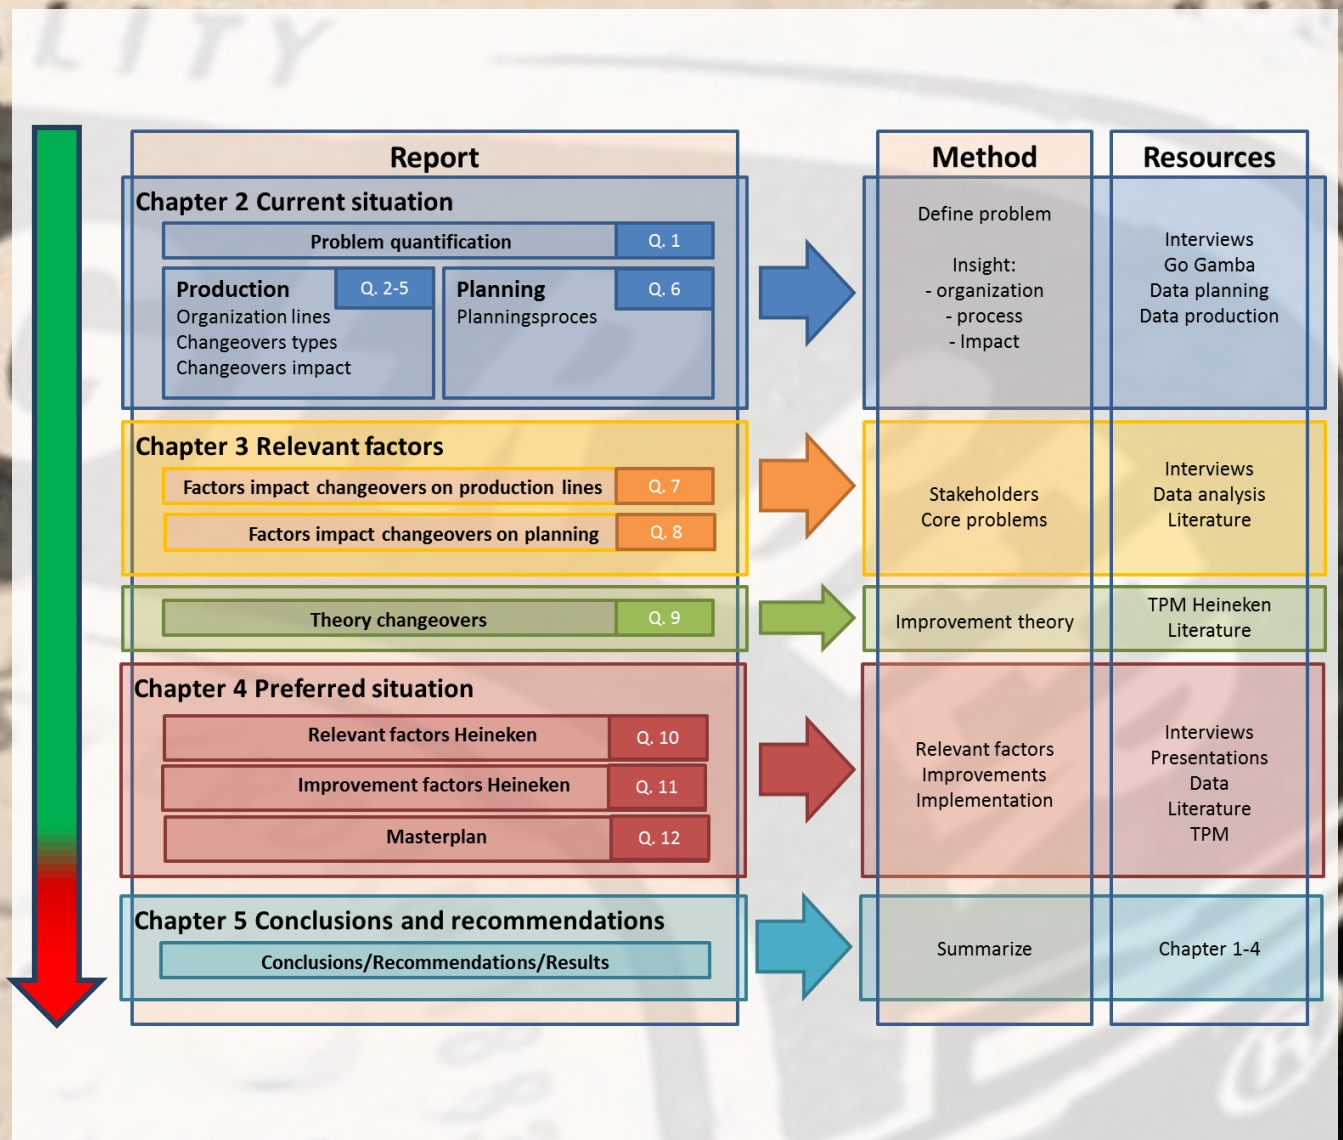 LITY
Report
Method
Resources
Chapter 2 Current situation
Problem quantification
Q. 1
Production
Q. 2-5
Organization lines
Changeovers types
Changeovers impact
Planning
Q. 6
Planningsproces
Define problem
Insight:
- organization
- process
- Impact
Interviews
Go Gamba
Data planning
Data production
Chapter 3 Relevant factors
Factors impact changeovers on production lines
Q. 7
Factors impact changeovers on planning
Q. 8
Stakeholders
Core problems
Interviews
Data analysis
Literature
Theory changeovers
Q. 9
Improvement theory
TPM Heineken
Literature
Chapter 4 Preferred situation
Relevant factors Heineken
Q. 10
Improvement factors Heineken
Q. 11
Masterplan
Q. 12
Relevant factors
Improvements
Implementation
Interviews
Presentations
Data
Literature
TPM
Chapter 5 Conclusions and recommendations
Conclusions/Recommendations/Results
Summarize
Chapter 1-4